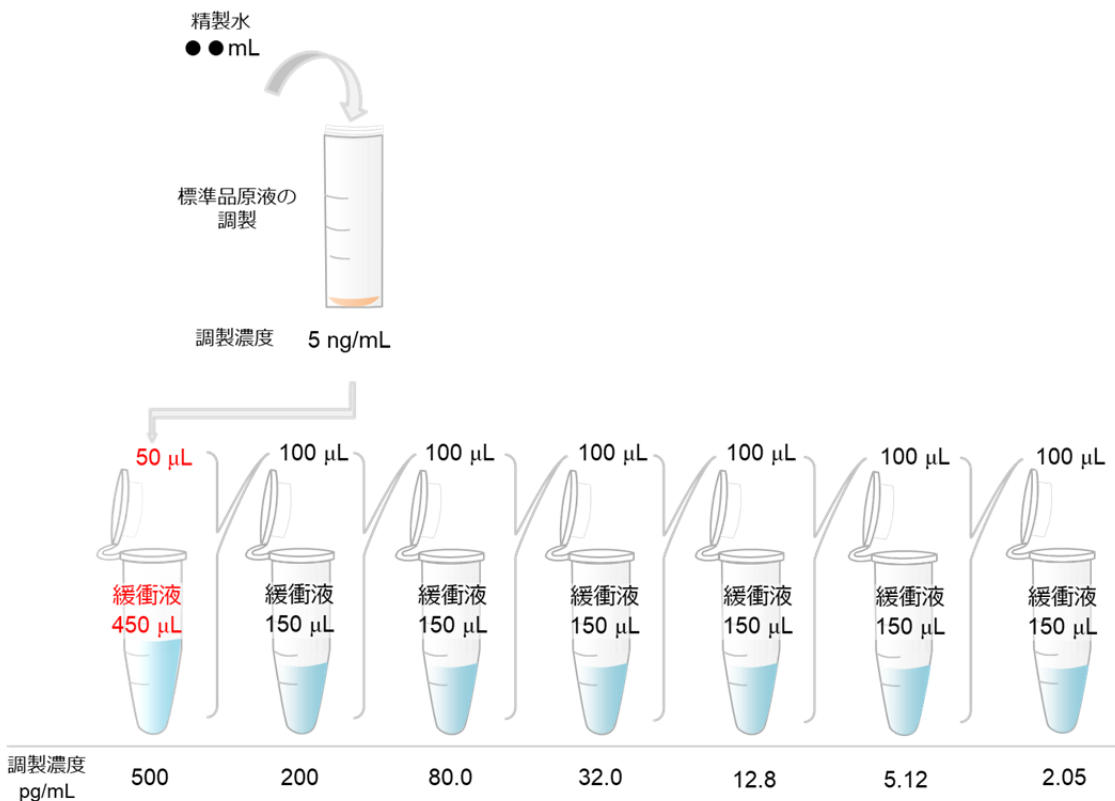 精製水
●●mL
標準品原液の
調製
調製濃度 5 ng/mL
50 μL 100 μL 100 μL 100 μL 100 μL 100 μL 100 μL
緩衝液 緩衝液 緩衝液 緩衝液 緩衝液 緩衝液 緩衝液
450 μL 150 μL 150 μL 150 μL 150 μL 150 μL 150 μL
調製濃度
pg/mL
500 200 80.0 32.0 12.8 5.12 2.05